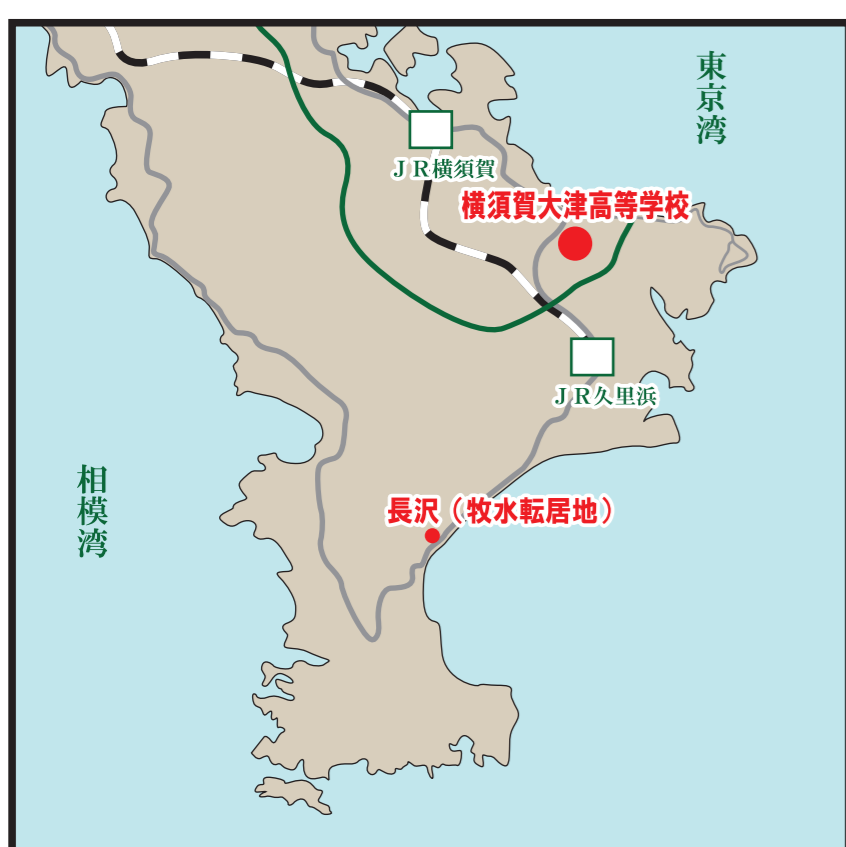 東京湾
ＪＲ横須賀
横須賀大津高等学校
ＪＲ久里浜
相模湾
長沢（牧水転居地）